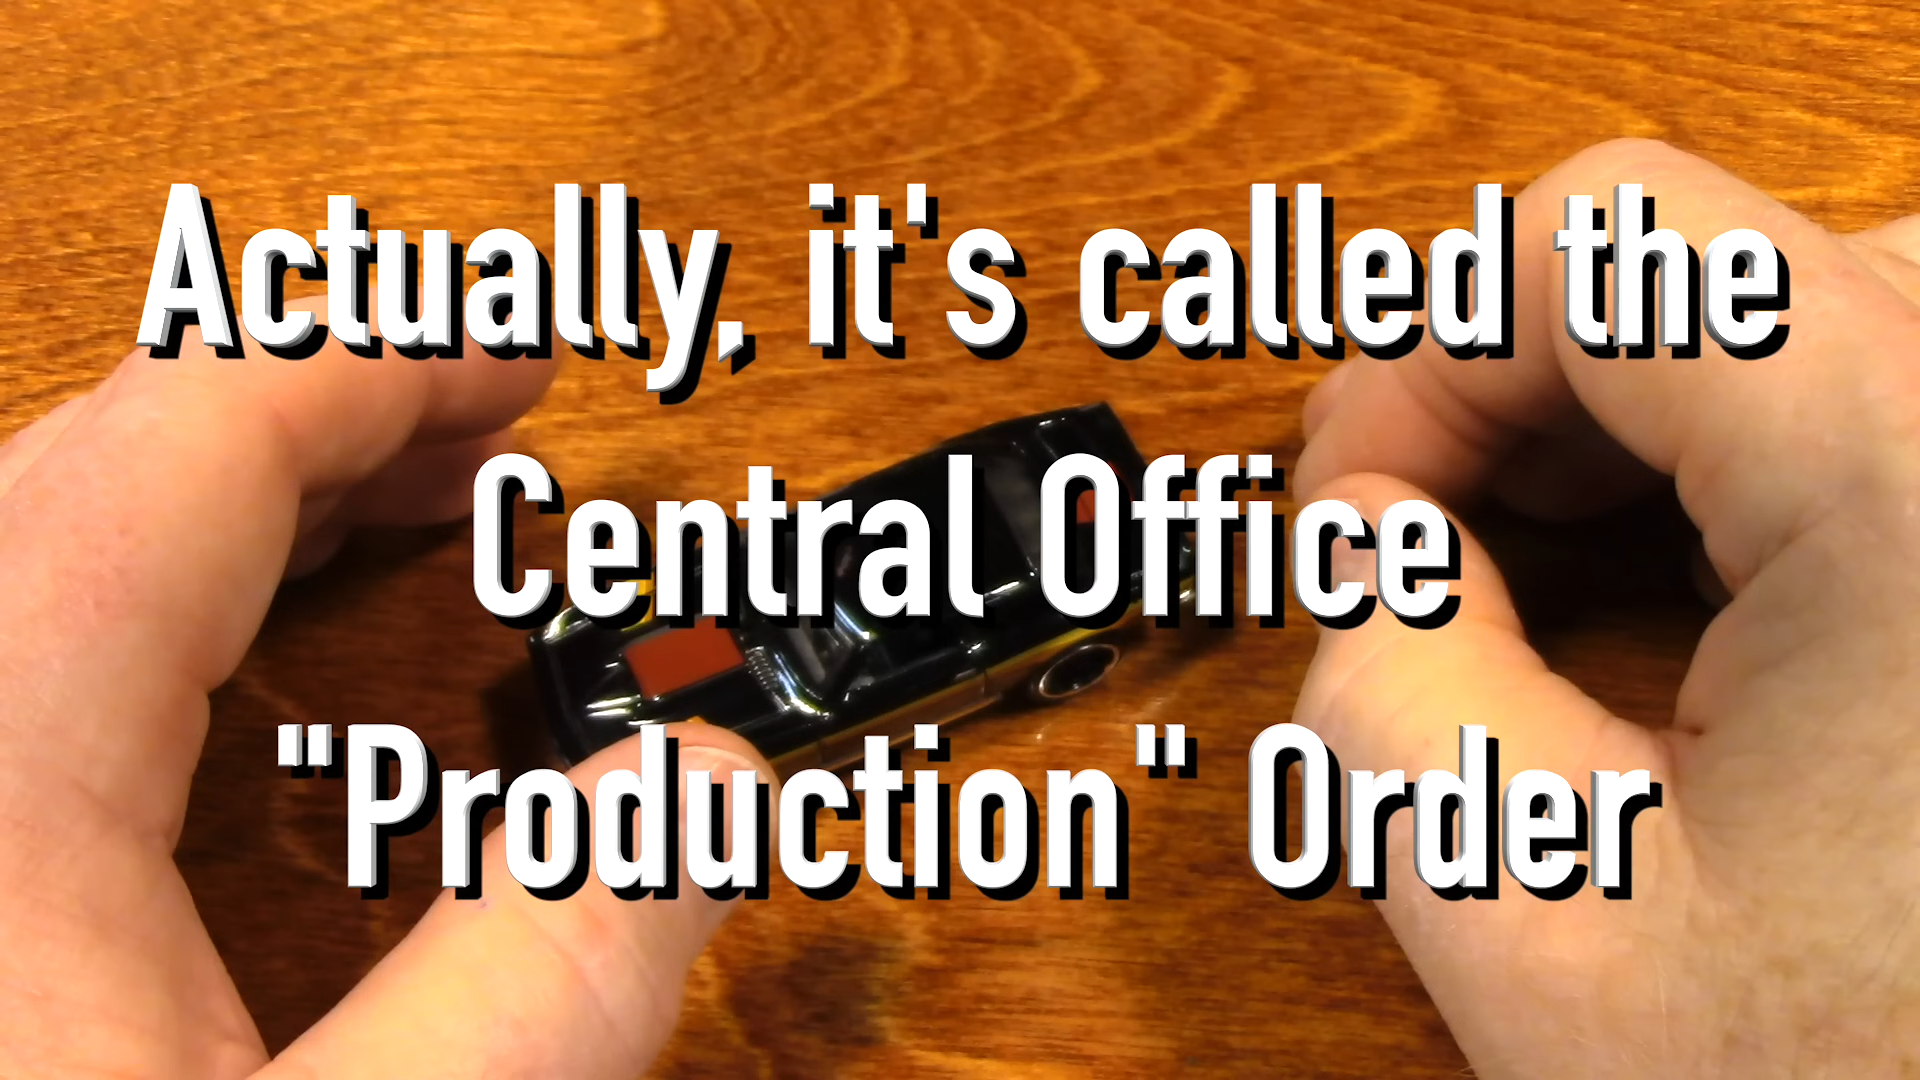 Actually, it's called the
Central Office
"Production" Order